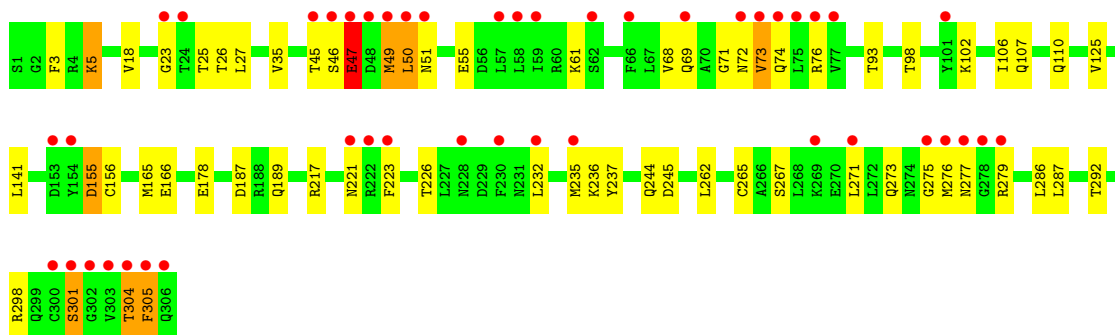 S1 G2 F3 R4 K5 V18 G23 T24 T25 T26 L27 V35 T45 S46 E47 D48 M49 L50 N51 E55 D56 L57 L58 I59 R60 K61 S62 F66 L67 V68 Q69 A70 G71 N72 V73 Q74 L75 R76 V77 T93 T98 Y101 K102 I106 Q107 Q110 V125
L141 D153 Y154 D155 C156 M165 E166 E178 D187 R188 Q189 R217 N221 R222 F223 T226 L227 N228 D229 F230 N231 L232 M235 K236 Y237 Q244 D245 L262 C265 A266 S267 L268 K269 E270 L271 L272 Q273 N274 G275 M276 N277 G278 R279 L286 L287 T292
R298 Q299 C300 S301 G302 V303 T304 F305 Q306